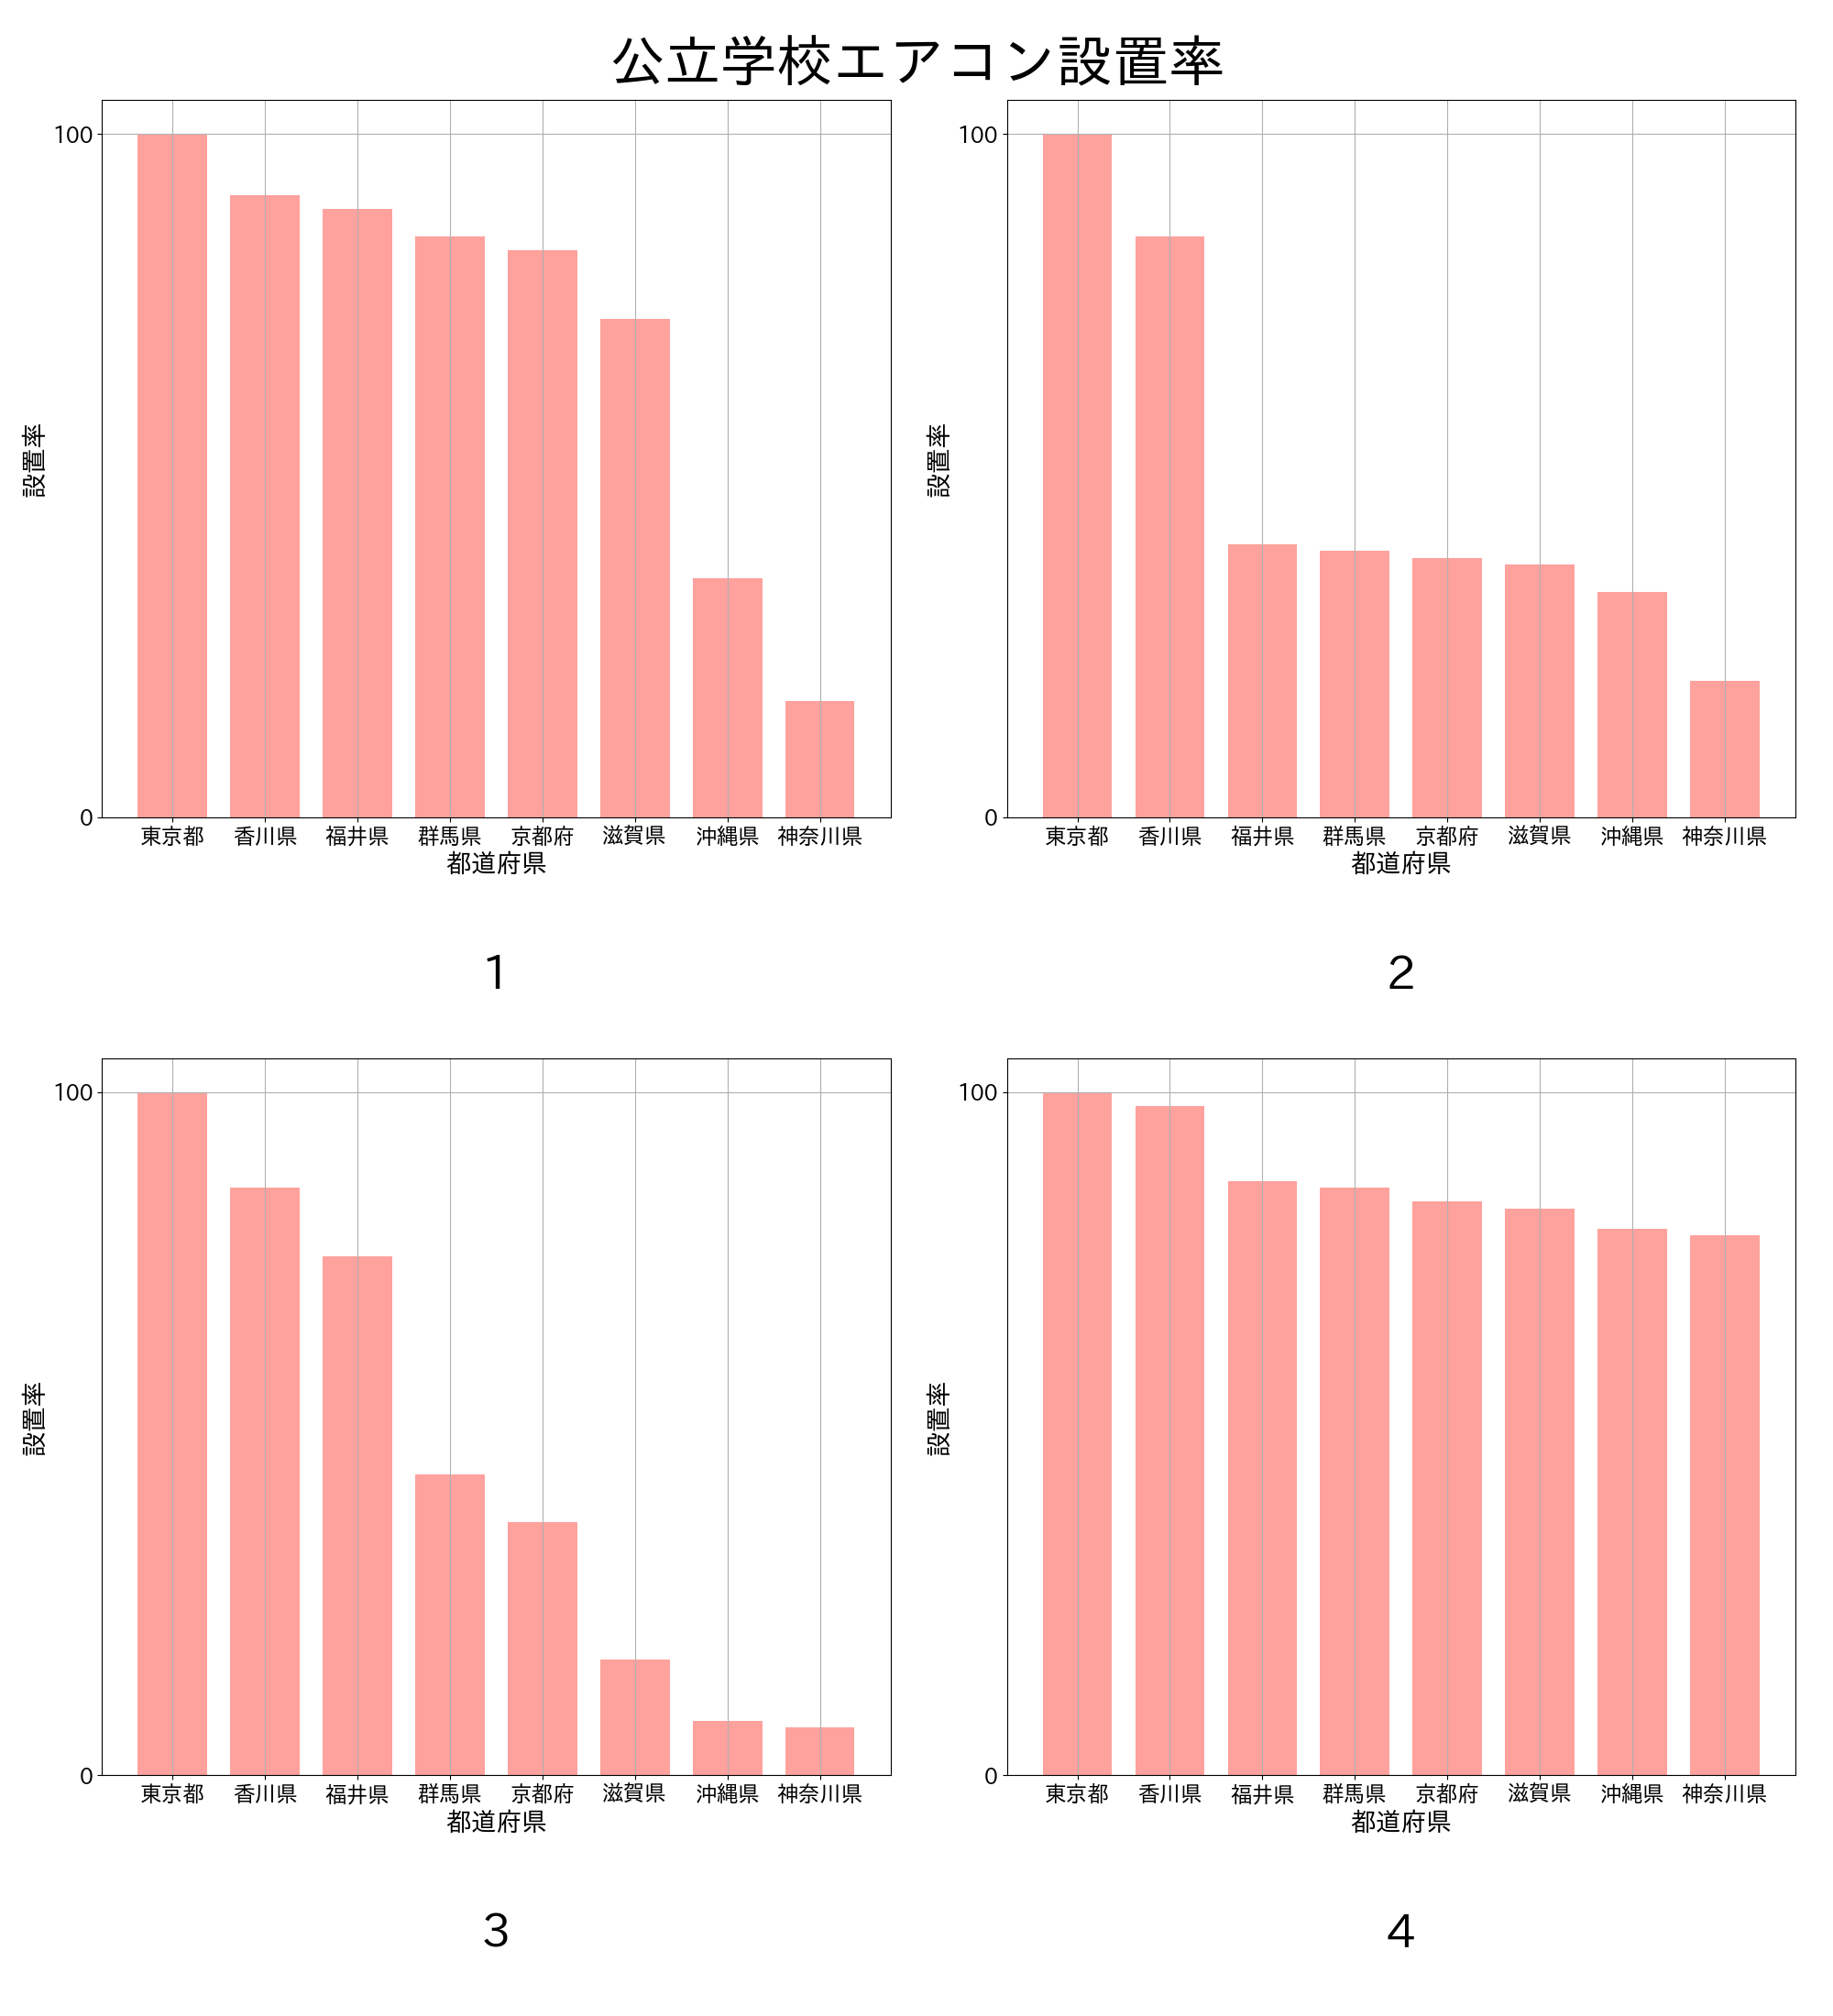 公立学校エアコン設置率
100
設置率
0
東京都 香川県 福井県 群馬県 京都府 滋賀県 沖縄県 神奈川県
都道府県
1
100
設置率
0
東京都 香川県 福井県 群馬県 京都府 滋賀県 沖縄県 神奈川県
都道府県
2
100
設置率
0
東京都 香川県 福井県 群馬県 京都府 滋賀県 沖縄県 神奈川県
都道府県
3
100
設置率
0
東京都 香川県 福井県 群馬県 京都府 滋賀県 沖縄県 神奈川県
都道府県
4